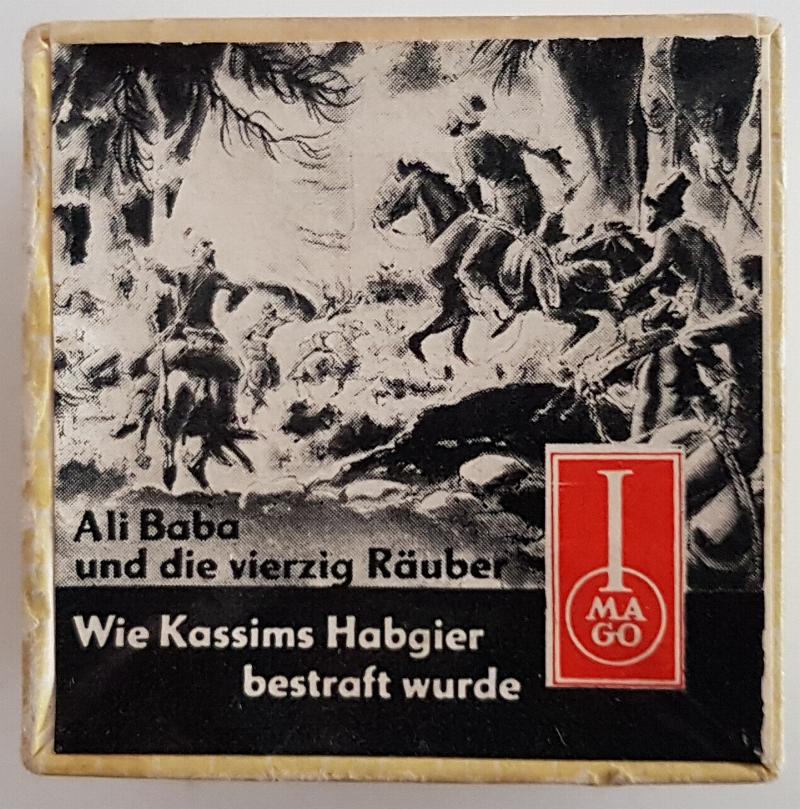 Ali Baba
und die vierzig Räuber
Wie Kassims Habgier
bestraft wurde
I
MA
GO